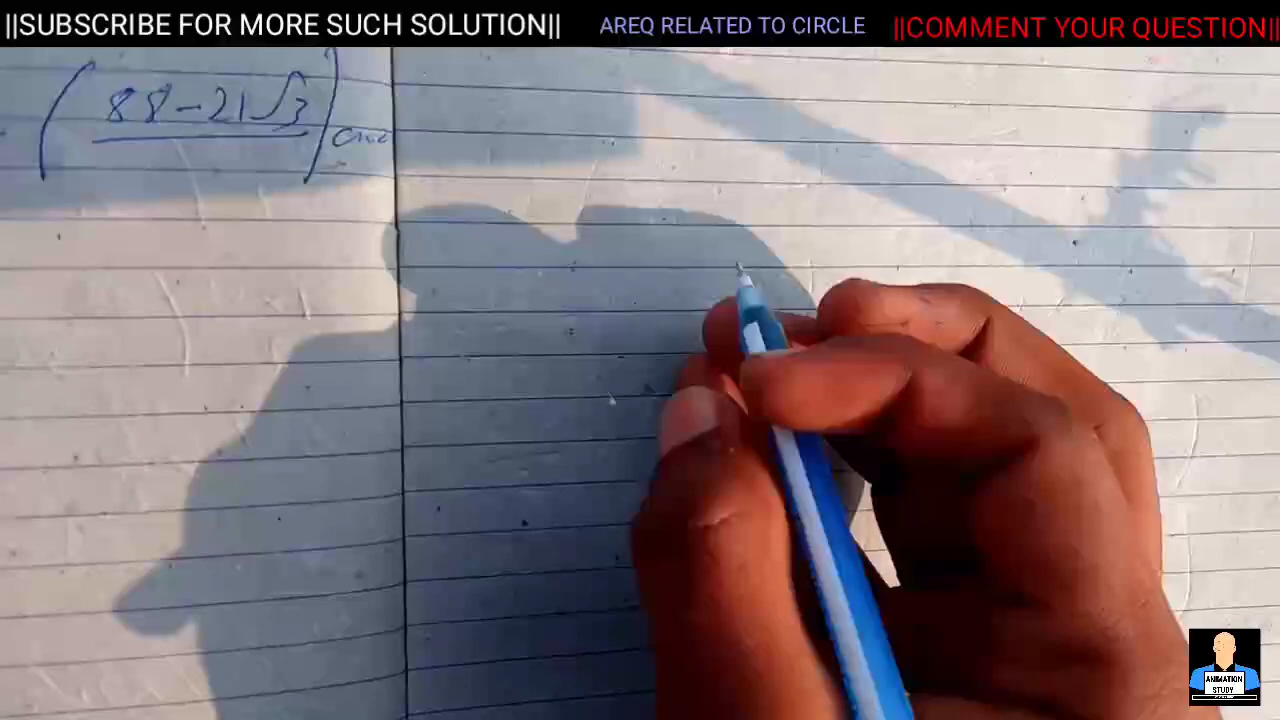 ||SUBSCRIBE FOR MORE SUCH SOLUTION|| AREQ RELATED TO CIRCLE ||COMMENT YOUR QUESTION||
(88-21√3)
ANIMATION
STUDY